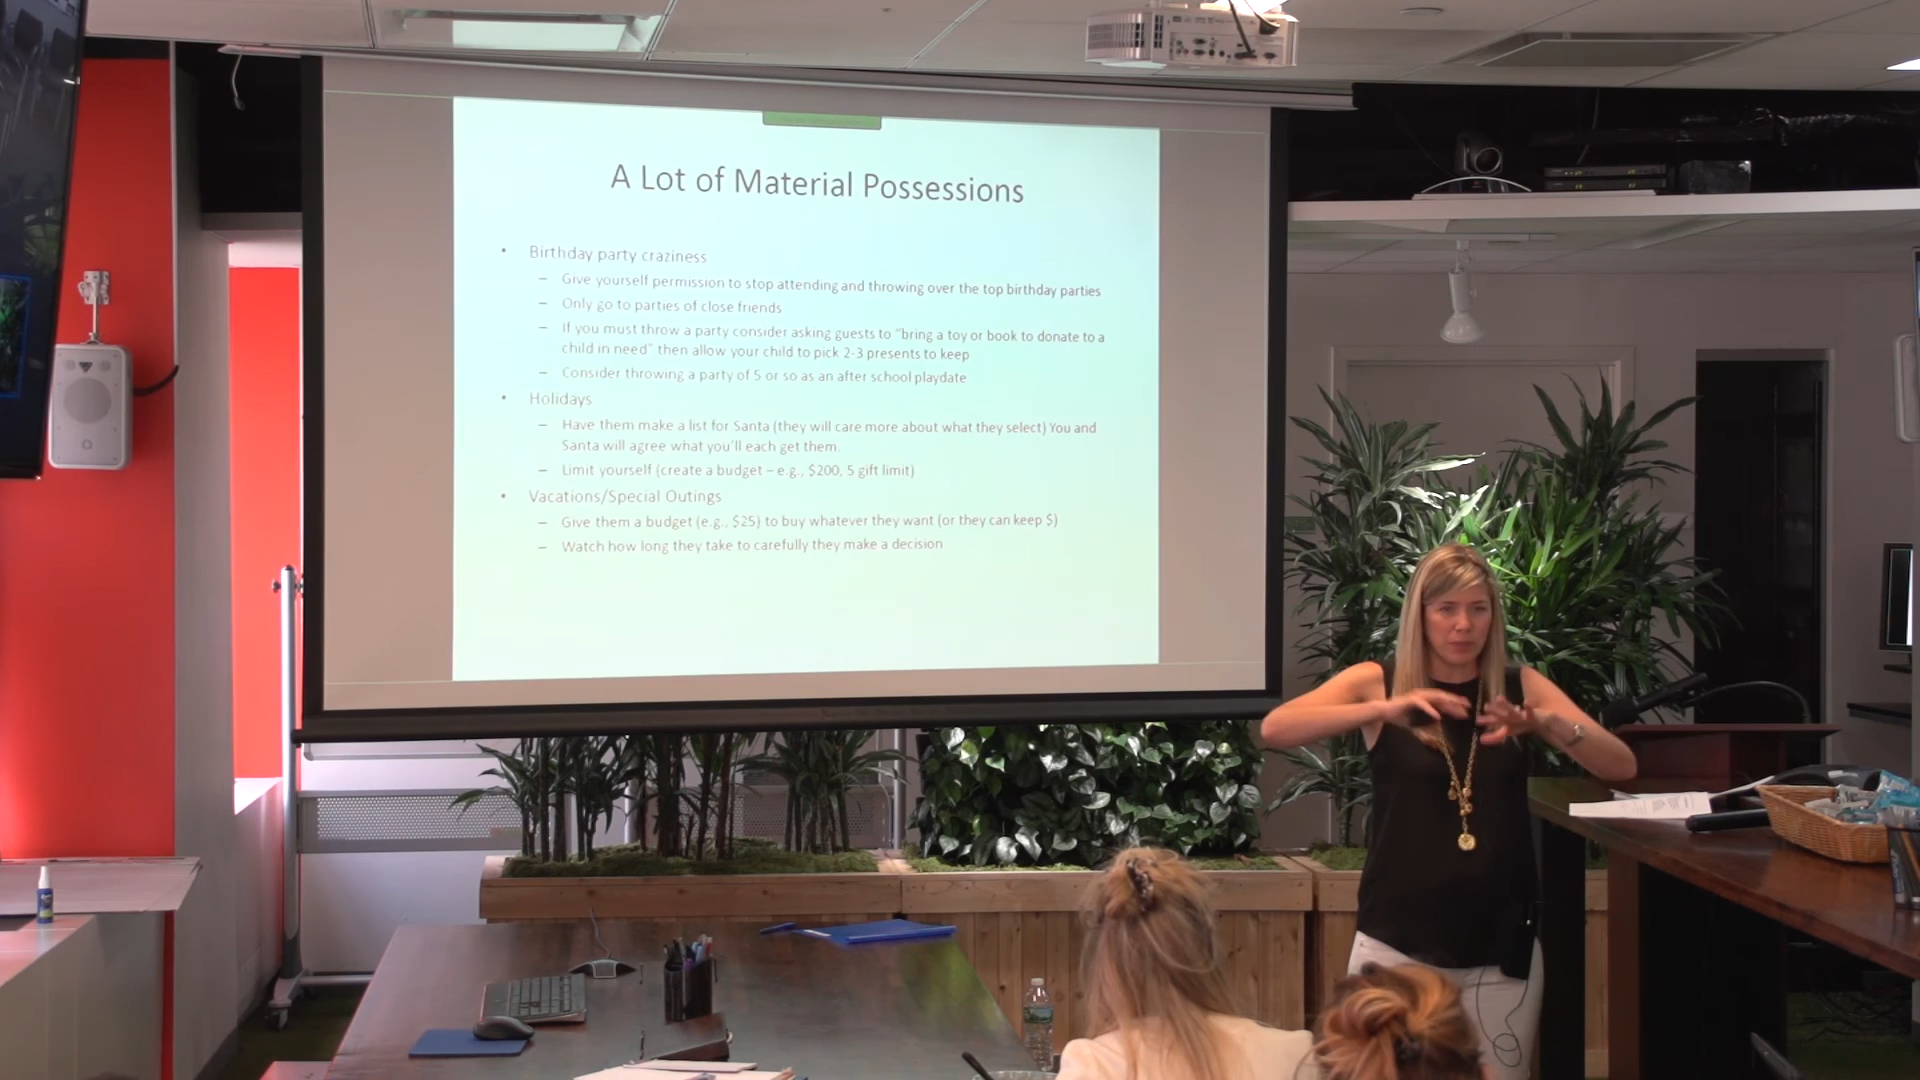 A Lot of Material Possessions
• Birthday party craziness
– Give yourself permission to stop attending and throwing over the top birthday parties
– Only go to parties of close friends
– If you must throw a party consider asking guests to "bring a toy or book to donate to a
child in need" then allow your child to pick 2-3 presents to keep
– Consider throwing a party of 5 or so as an after school playdate
• Holidays
– Have them make a list for Santa (they will care more about what they select) You and
Santa will agree what you'll each get them.
– Limit yourself (create a budget – e.g., $200, 5 gift limit)
• Vacations/Special Outings
– Give them a budget (e.g., $25) to buy whatever they want (or they can keep $)
– Watch how long they take to carefully they make a decision